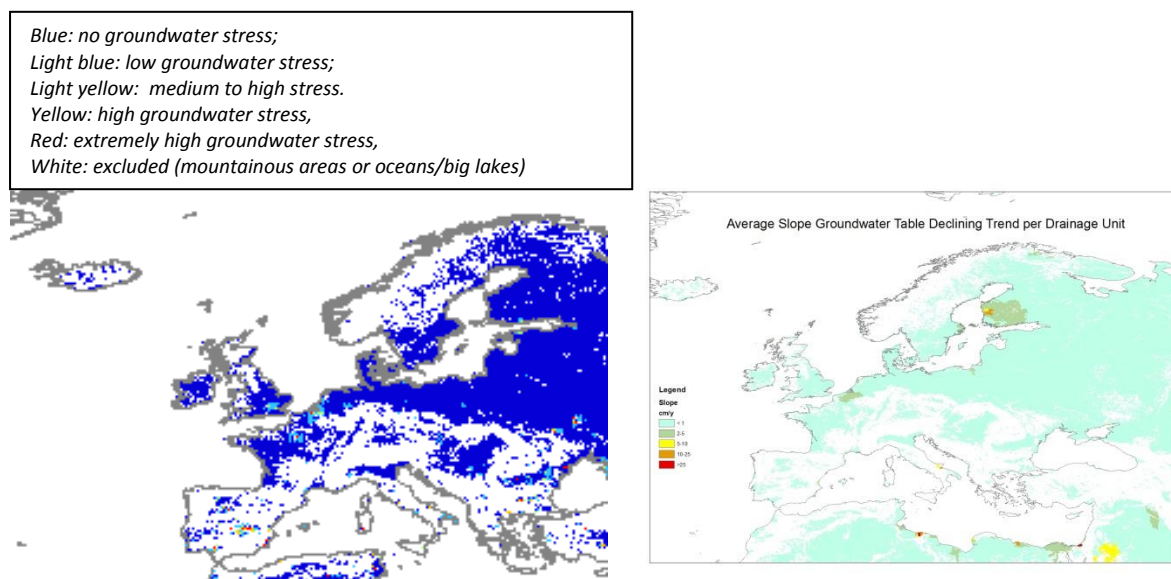 Blue: no groundwater stress;
Light blue: low groundwater stress;
Light yellow:  medium to high stress.
Yellow: high groundwater stress,
Red: extremely high groundwater stress,
White: excluded (mountainous areas or oceans/big lakes)
Average Slope Groundwater Table Declining Trend per Drainage Unit
Legend
Slope
cm/y
< 1
2-5
5-10
10-25
>25